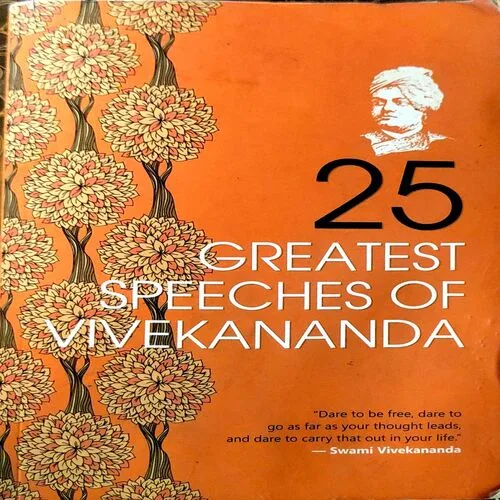 25
GREATEST
SPEECHES OF
VIVEKANANDA
"Dare to be free, dare to
go as far as your thought leads,
and dare to carry that out in your life."
— Swami Vivekananda